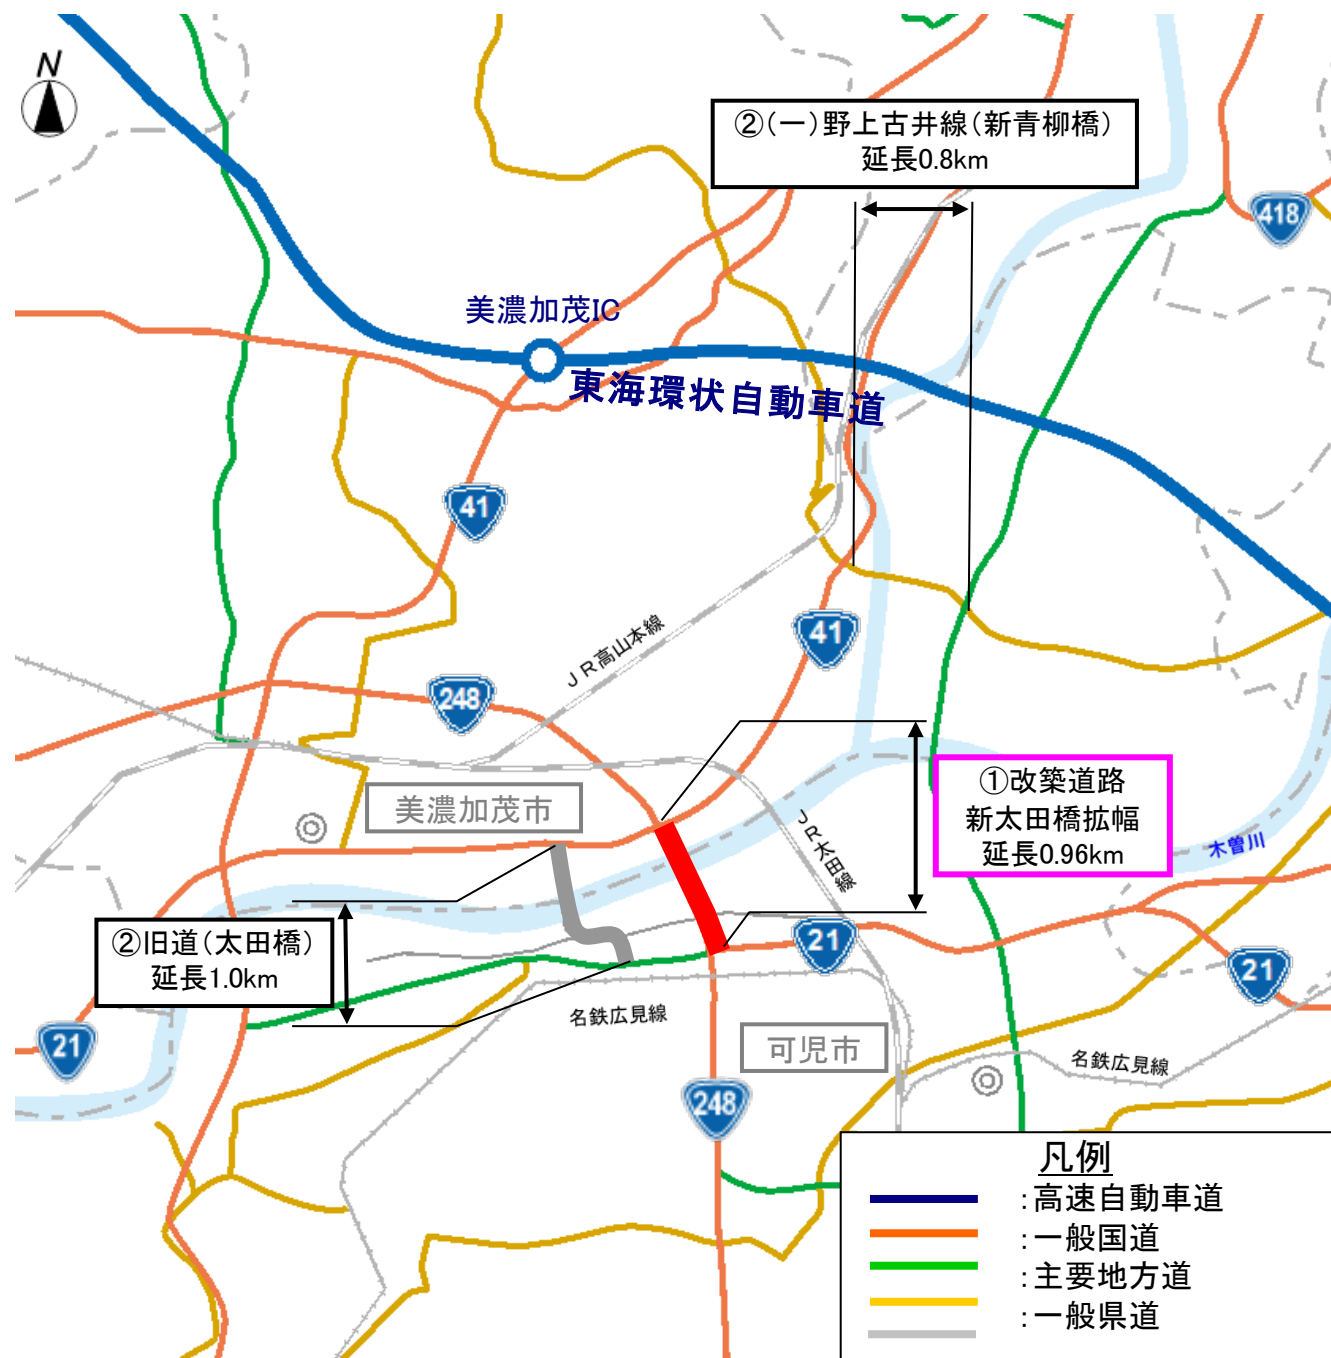 N
②(一)野上古井線(新青柳橋)
延長0.8km
418
美濃加茂IC
東海環状自動車道
41
41
JR高山本線
248
①改築道路
新太田橋拡幅
延長0.96km
美濃加茂市
JR太田線
木曽川
②旧道(太田橋)
延長1.0km
21
21
21
名鉄広見線
可児市
名鉄広見線
248
凡例
:高速自動車道
:一般国道
:主要地方道
:一般県道